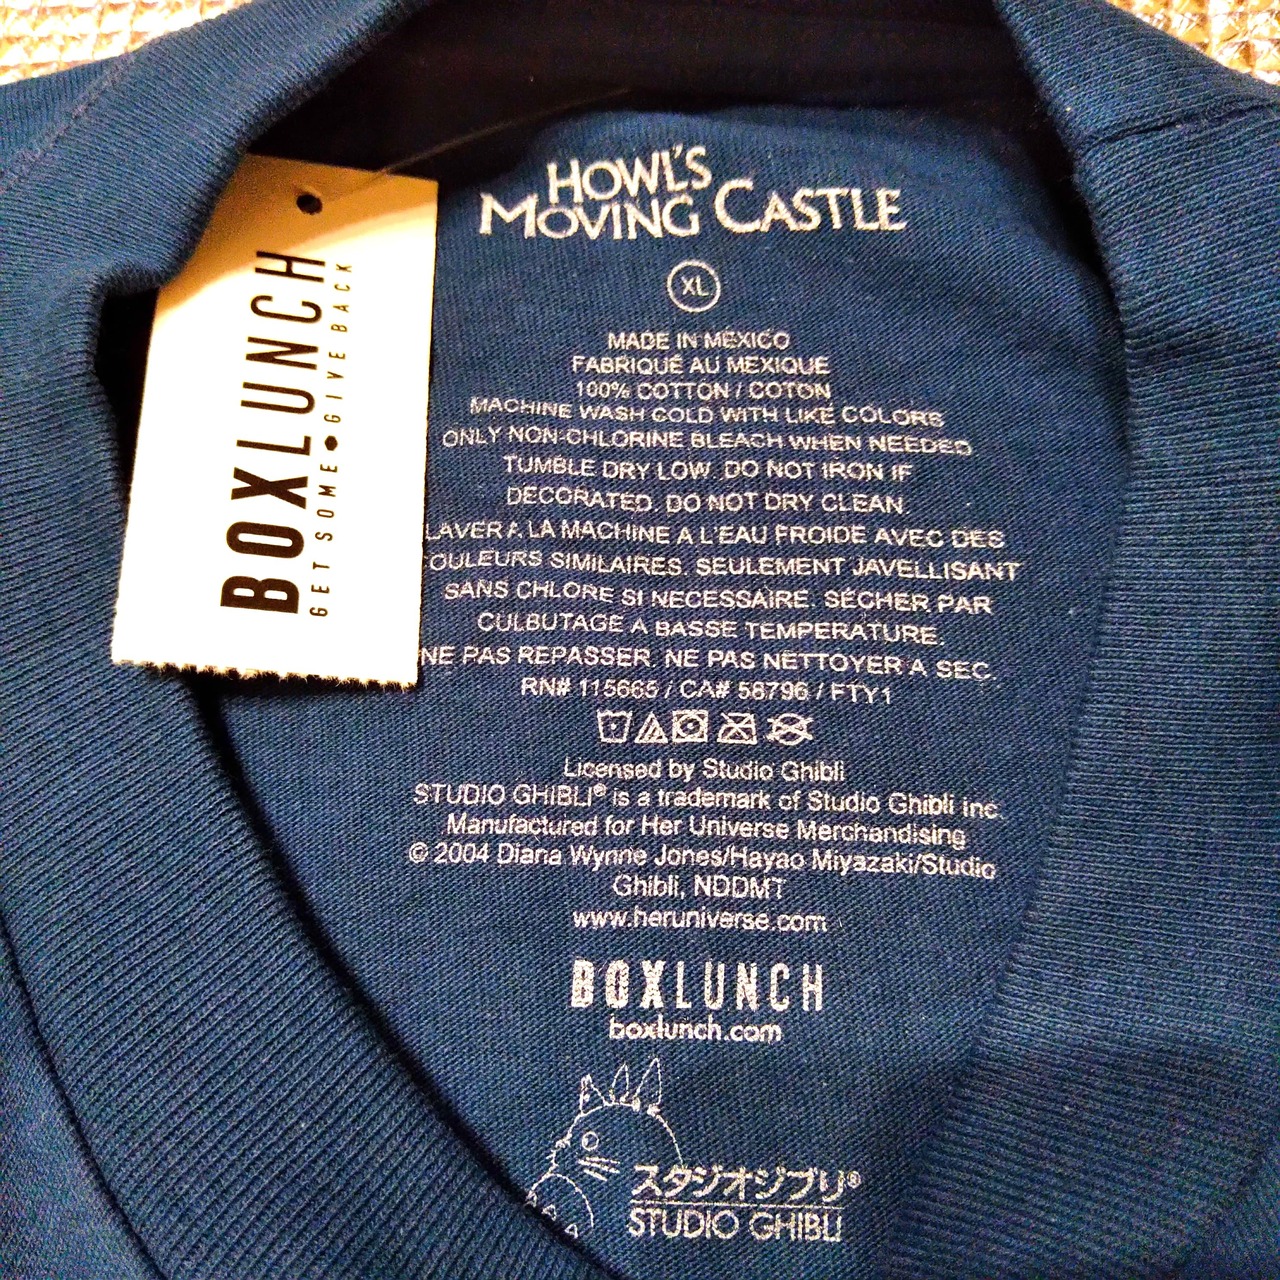 BOXLUNCH
GET SOME • GIVE BACK
HOWL'S
MOVING CASTLE
XL
MADE IN MEXICO
FABRIQUÉ AU MEXIQUE
100% COTTON / COTON
MACHINE WASH COLD WITH LIKE COLORS
ONLY NON-CHLORINE BLEACH WHEN NEEDED
TUMBLE DRY LOW. DO NOT IRON IF
DECORATED. DO NOT DRY CLEAN.
LAVER A LA MACHINE A L'EAU FROIDE AVEC DES
OULEURS SIMILAIRES. SEULEMENT JAVELLISANT
SANS CHLORE SI NECESSAIRE. SÉCHER PAR
CULBUTAGE A BASSE TEMPERATURE.
NE PAS REPASSER. NE PAS NETTOYER A SEC.
RN# 115665 / CA# 58796 / FTY1
Licensed by Studio Ghibli
STUDIO GHIBLI® is a trademark of Studio Ghibli Inc.
Manufactured for Her Universe Merchandising
© 2004 Diana Wynne Jones/Hayao Miyazaki/Studio
Ghibli, NDDMT
www.heruniverse.com
BOXLUNCH
boxlunch.com
スタジオジブリ®
STUDIO GHIBLI